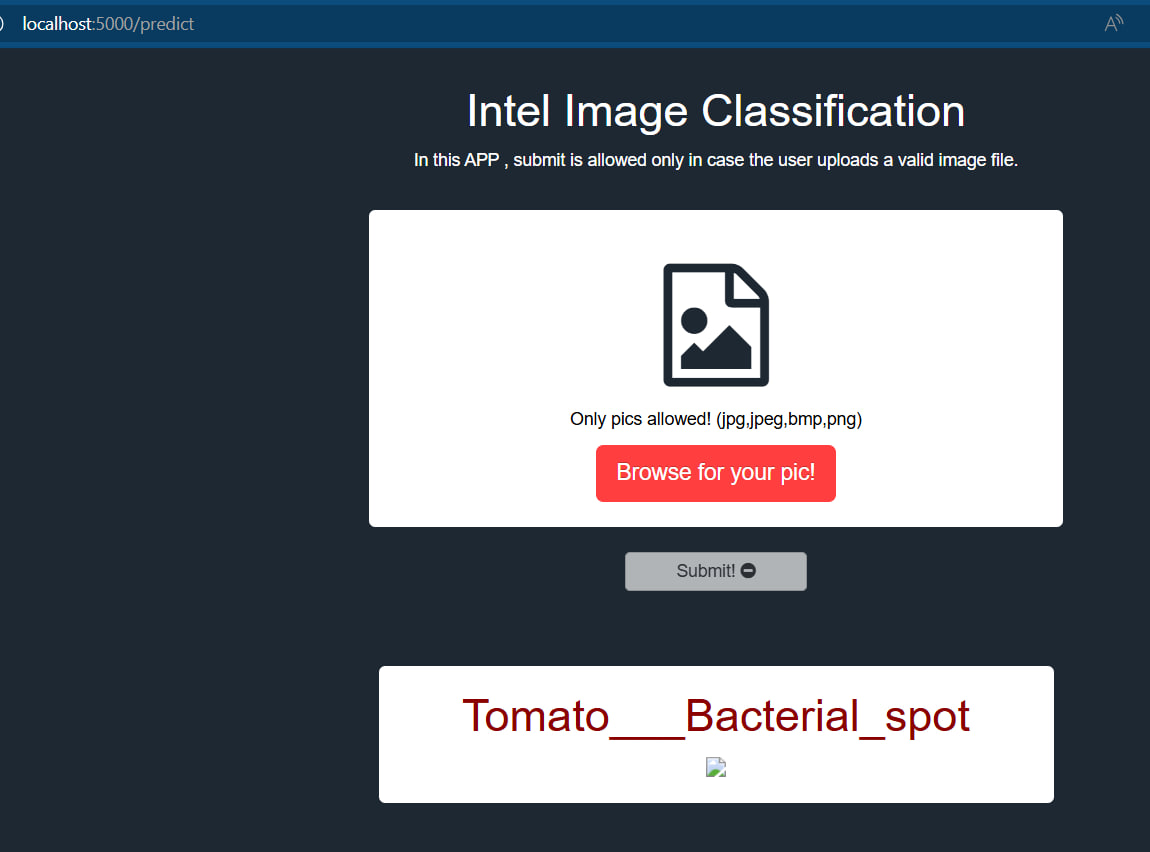 localhost:5000/predict
Intel Image Classification
In this APP , submit is allowed only in case the user uploads a valid image file.
Only pics allowed! (jpg,jpeg,bmp,png)
Browse for your pic!
Submit!
Tomato___Bacterial_spot